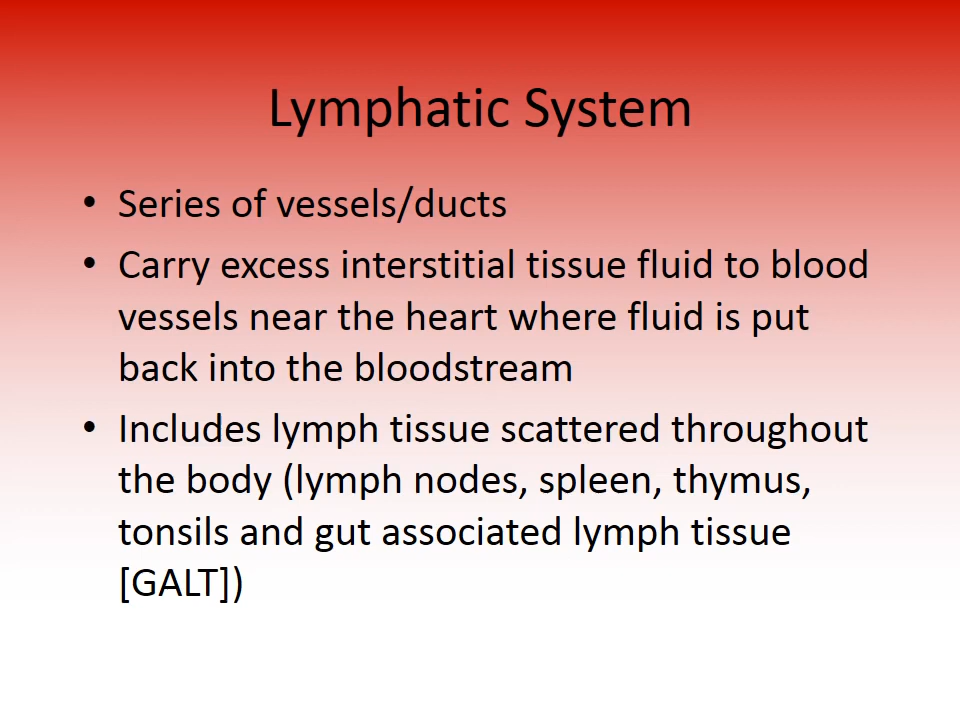 Lymphatic System
• Series of vessels/ducts
• Carry excess interstitial tissue fluid to blood
vessels near the heart where fluid is put
back into the bloodstream
• Includes lymph tissue scattered throughout
the body (lymph nodes, spleen, thymus,
tonsils and gut associated lymph tissue
[GALT])